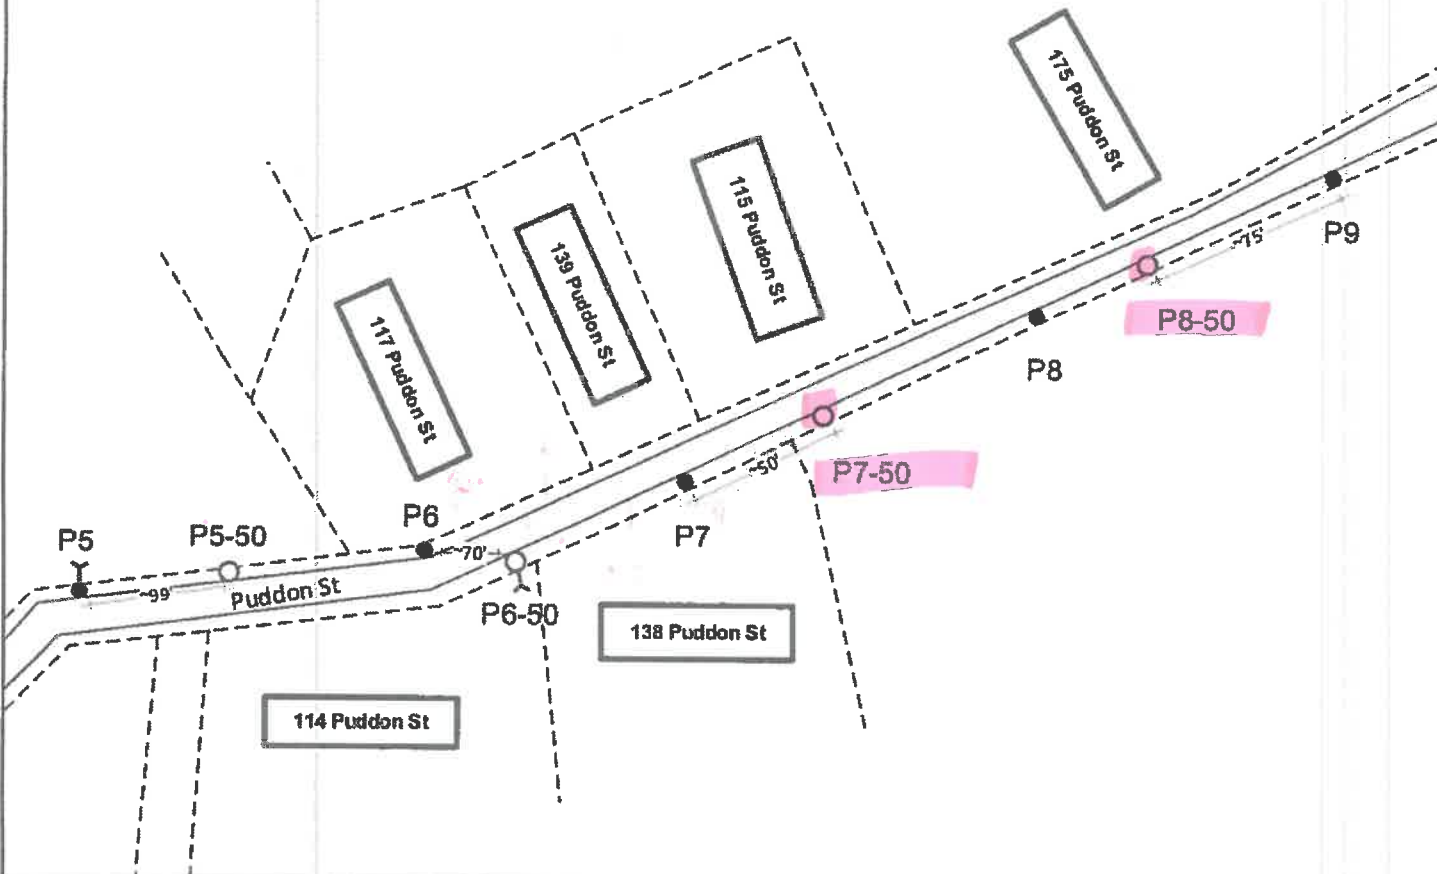 175 Puddon St
115 Puddon St
139 Puddon St
117 Puddon St
~75'
P9
P8-50
P8
~50'
P7-50
P7
P6
~70'
P6-50
P5
P5-50
~99
Puddon St
138 Puddon St
114 Puddon St